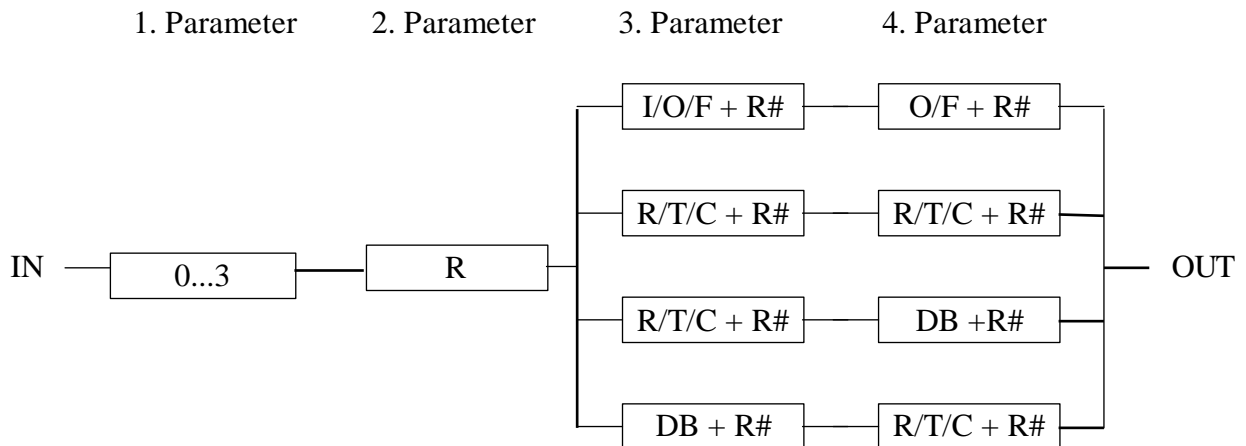 1. Parameter 2. Parameter 3. Parameter 4. Parameter
I/O/F + R# O/F + R#
R/T/C + R# R/T/C + R#
IN 0...3 R OUT
R/T/C + R# DB +R#
DB + R# R/T/C + R#